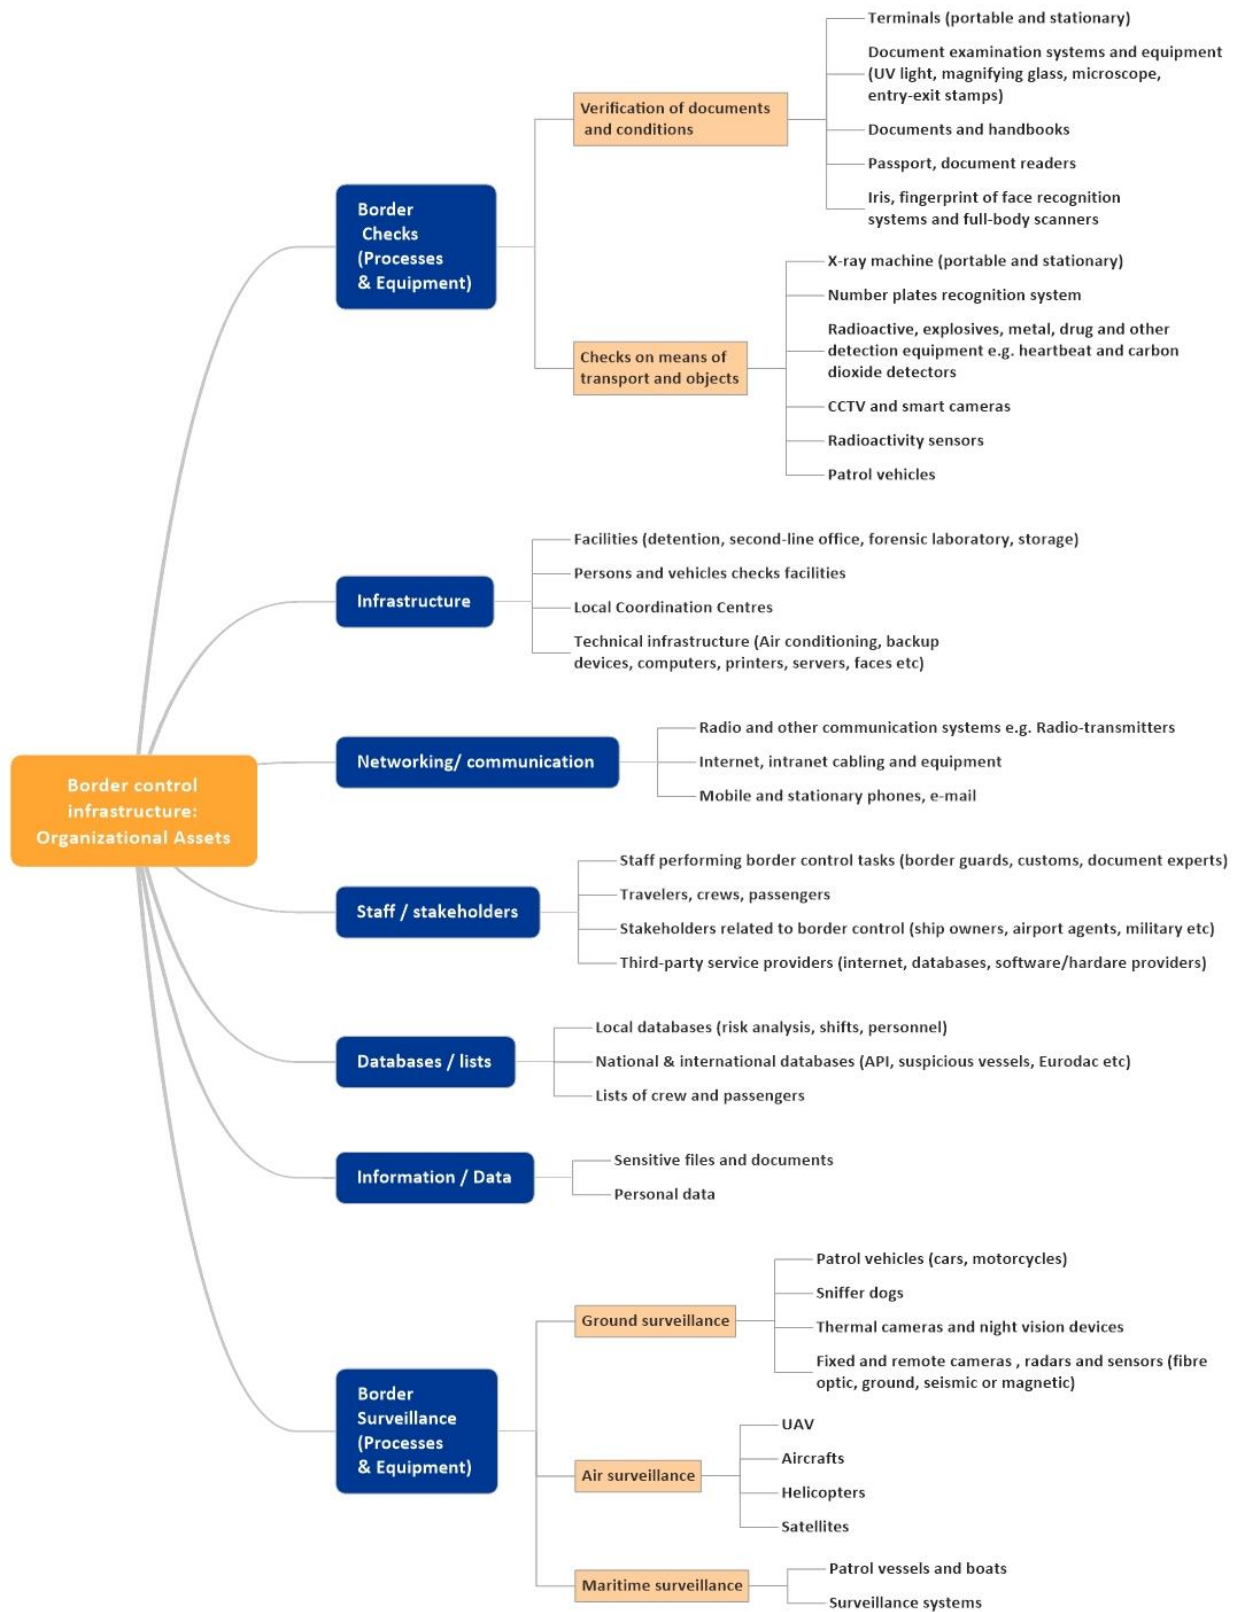 Border control
infrastructure:
Organizational Assets
Border
Checks
(Processes
& Equipment)
Verification of documents
and conditions
Terminals (portable and stationary)
Document examination systems and equipment
(UV light, magnifying glass, microscope,
entry-exit stamps)
Documents and handbooks
Passport, document readers
Iris, fingerprint of face recognition
systems and full-body scanners
Checks on means of
transport and objects
X-ray machine (portable and stationary)
Number plates recognition system
Radioactive, explosives, metal, drug and other
detection equipment e.g. heartbeat and carbon
dioxide detectors
CCTV and smart cameras
Radioactivity sensors
Patrol vehicles
Infrastructure
Facilities (detention, second-line office, forensic laboratory, storage)
Persons and vehicles checks facilities
Local Coordination Centres
Technical infrastructure (Air conditioning, backup
devices, computers, printers, servers, faces etc)
Networking/ communication
Radio and other communication systems e.g. Radio-transmitters
Internet, intranet cabling and equipment
Mobile and stationary phones, e-mail
Staff / stakeholders
Staff performing border control tasks (border guards, customs, document experts)
Travelers, crews, passengers
Stakeholders related to border control (ship owners, airport agents, military etc)
Third-party service providers (internet, databases, software/hardare providers)
Databases / lists
Local databases (risk analysis, shifts, personnel)
National & international databases (API, suspicious vessels, Eurodac etc)
Lists of crew and passengers
Information / Data
Sensitive files and documents
Personal data
Border
Surveillance
(Processes
& Equipment)
Ground surveillance
Patrol vehicles (cars, motorcycles)
Sniffer dogs
Thermal cameras and night vision devices
Fixed and remote cameras , radars and sensors (fibre
optic, ground, seismic or magnetic)
Air surveillance
UAV
Aircrafts
Helicopters
Satellites
Maritime surveillance
Patrol vessels and boats
Surveillance systems